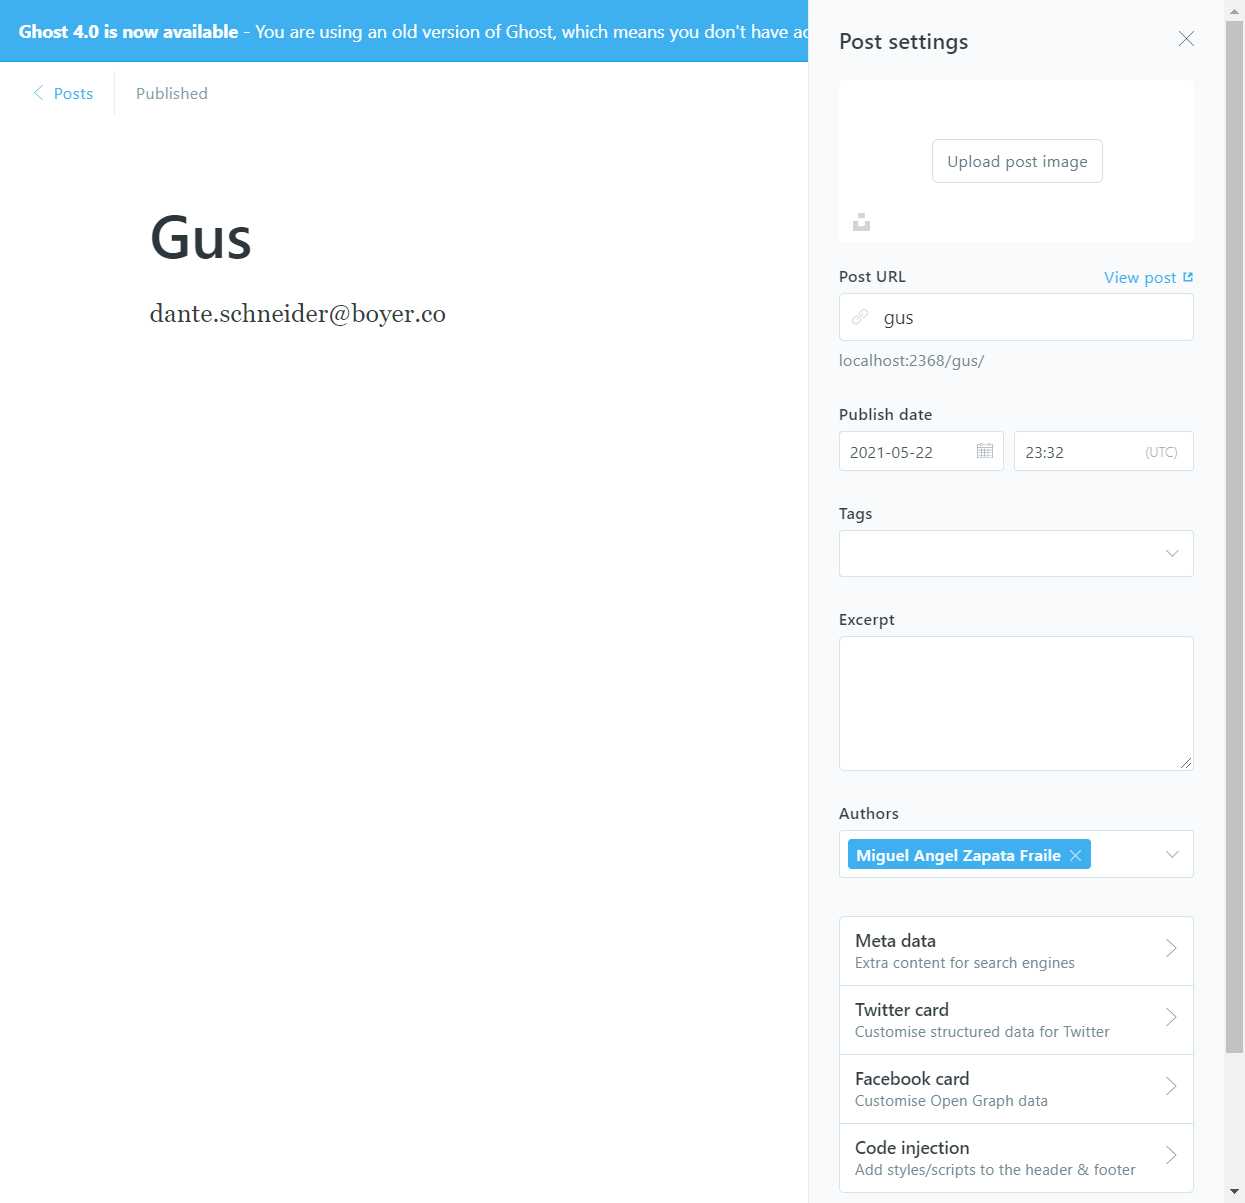 Ghost 4.0 is now available - You are using an old version of Ghost, which means you don't have
Posts
Published
Gus
dante.schneider@boyer.co
Post settings
Upload post image
Post URL
View post
gus
localhost:2368/gus/
Publish date
2021-05-22
23:32
(UTC)
Tags
Excerpt
Authors
Miguel Angel Zapata Fraile
Meta data
Extra content for search engines
Twitter card
Customise structured data for Twitter
Facebook card
Customise Open Graph data
Code injection
Add styles/scripts to the header & footer